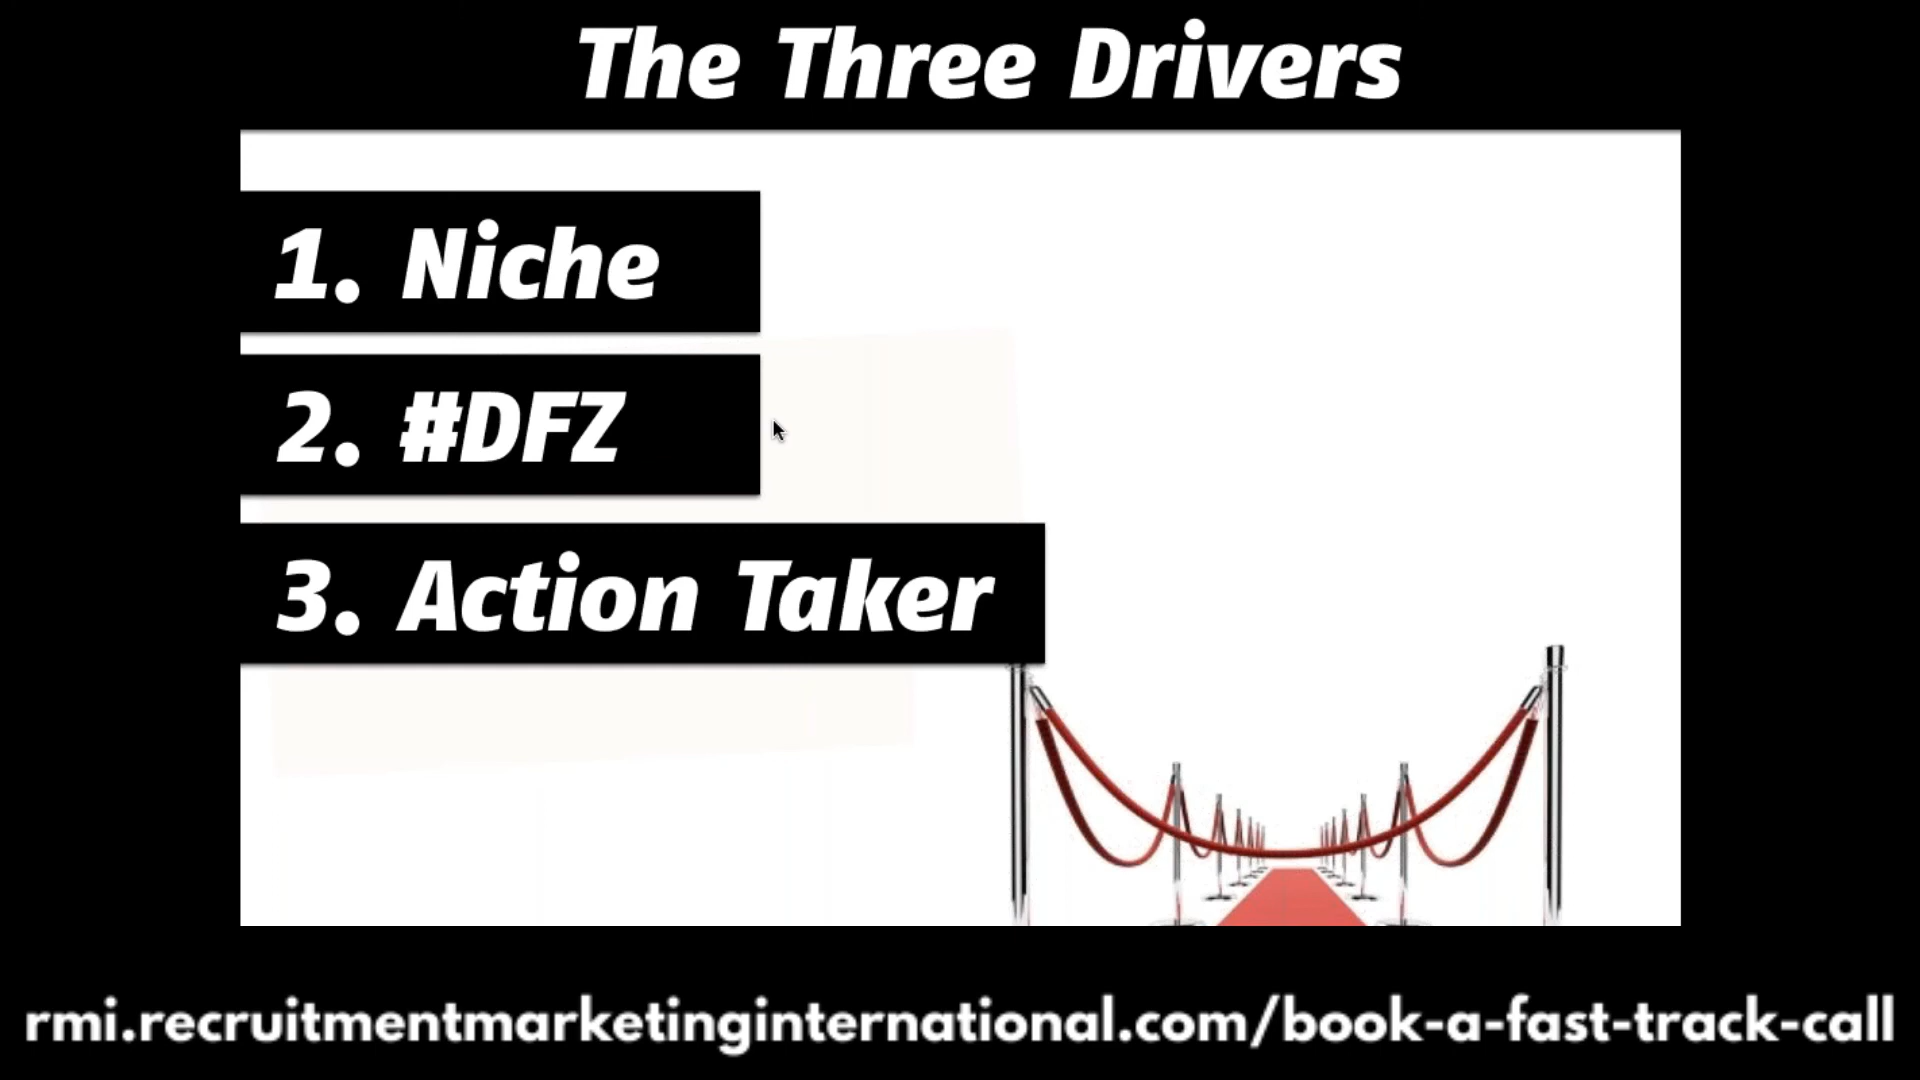 The Three Drivers
1. Niche
2. #DFZ
3. Action Taker
rmi.recruitmentmarketinginternational.com/book-a-fast-track-call